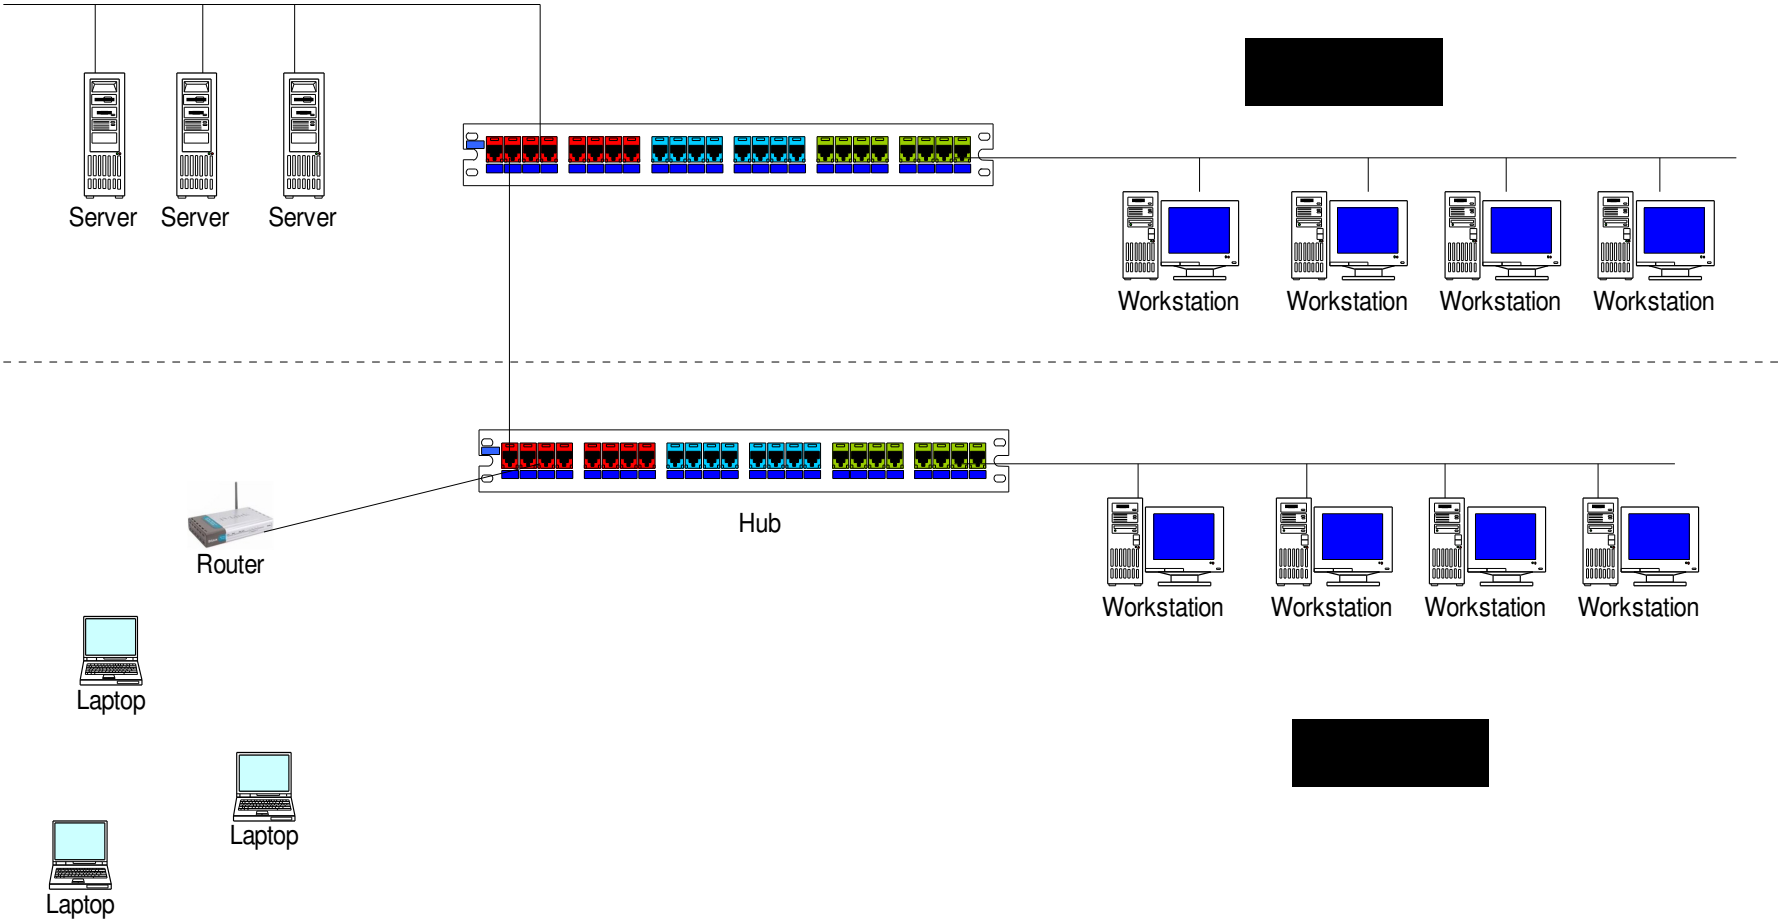 Server Server Server
Workstation Workstation Workstation Workstation
Hub
Router
Workstation Workstation Workstation Workstation
Laptop
Laptop
Laptop